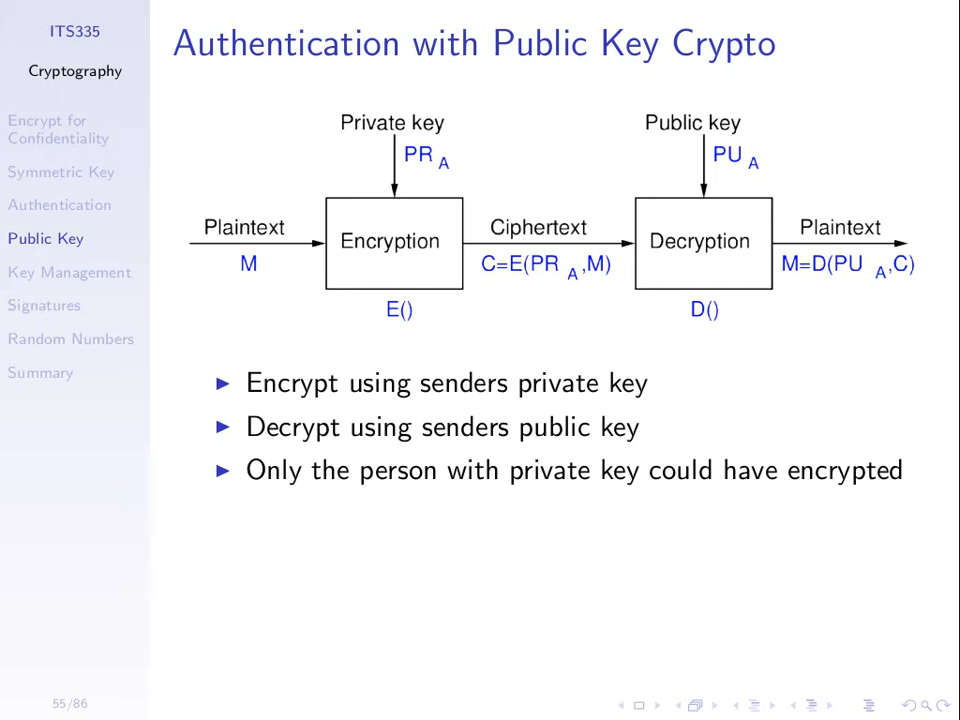 ITS335
Cryptography
Encrypt for
Confidentiality
Symmetric Key
Authentication
Public Key
Key Management
Signatures
Random Numbers
Summary
55/86
Authentication with Public Key Crypto
Private key
PR A
Public key
PU A
Plaintext
M
Encryption
E()
Ciphertext
C=E(PR A,M)
Decryption
D()
Plaintext
M=D(PU A,C)
Encrypt using senders private key
Decrypt using senders public key
Only the person with private key could have encrypted